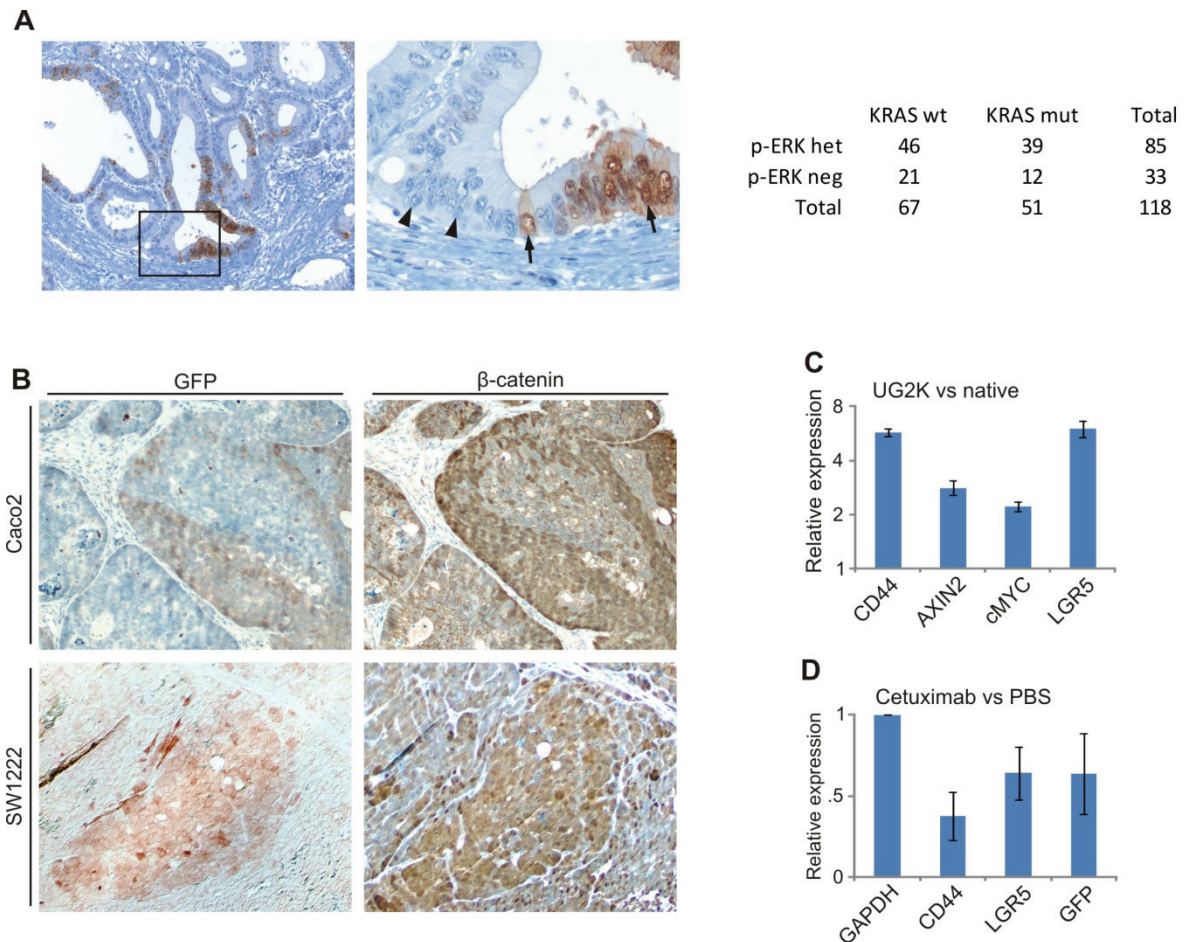 A
KRAS wt KRAS mut Total
p-ERK het 46 39 85
p-ERK neg 21 12 33
Total 67 51 118
B
GFP β-catenin
Caco2
SW1222
C
UG2K vs native
Relative expression
8
4
2
1
CD44 AXIN2 cMYC LGR5
D
Cetuximab vs PBS
Relative expression
1
.5
0
GAPDH CD44 LGR5 GFP